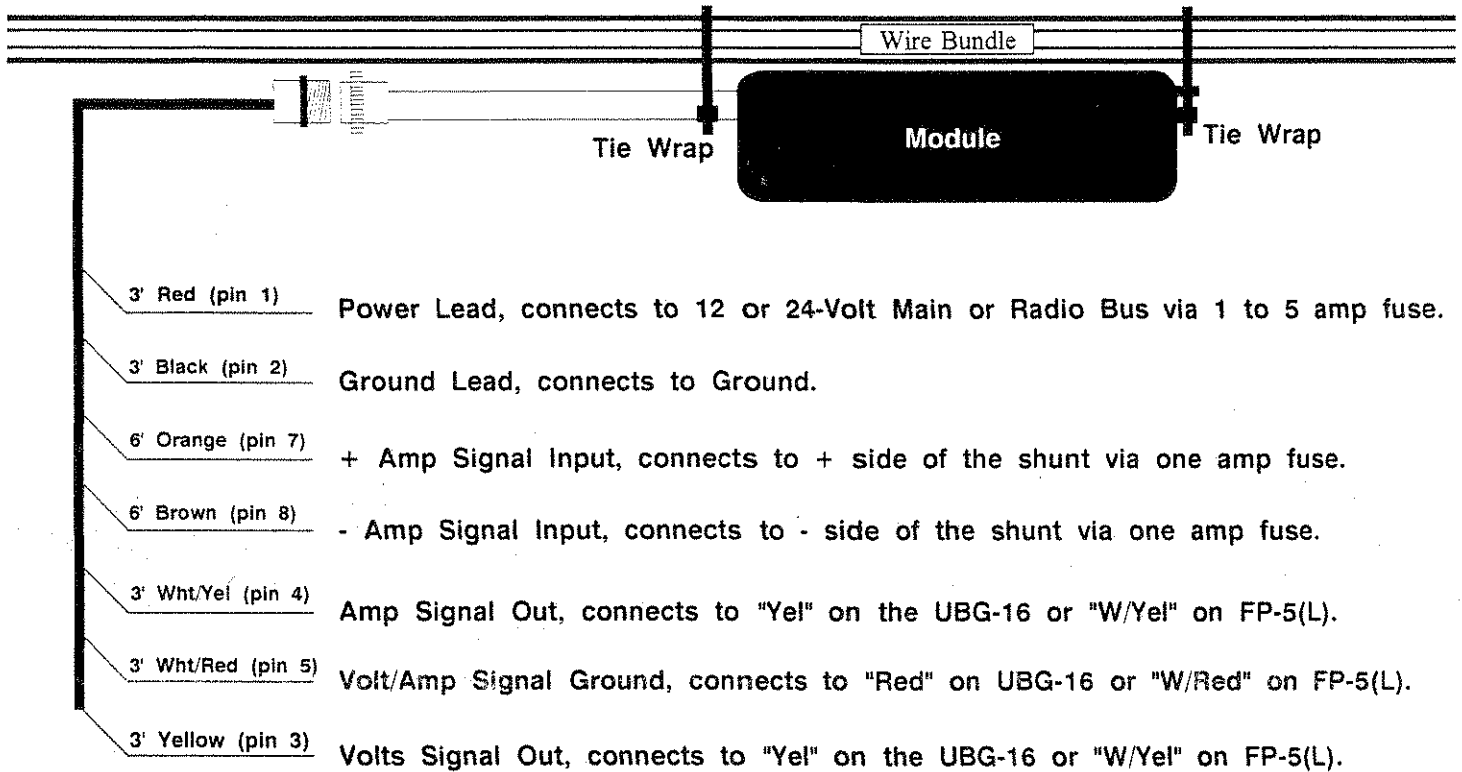 Wire Bundle
Tie Wrap
Module
Tie Wrap
3' Red (pin 1)
Power Lead, connects to 12 or 24-Volt Main or Radio Bus via 1 to 5 amp fuse.
3' Black (pin 2)
Ground Lead, connects to Ground.
6' Orange (pin 7)
+ Amp Signal Input, connects to + side of the shunt via one amp fuse.
6' Brown (pin 8)
- Amp Signal Input, connects to - side of the shunt via one amp fuse.
3' Wht/Yel (pin 4)
Amp Signal Out, connects to "Yel" on the UBG-16 or "W/Yel" on FP-5(L).
3' Wht/Red (pin 5)
Volt/Amp Signal Ground, connects to "Red" on UBG-16 or "W/Red" on FP-5(L).
3' Yellow (pin 3)
Volts Signal Out, connects to "Yel" on the UBG-16 or "W/Yel" on FP-5(L).